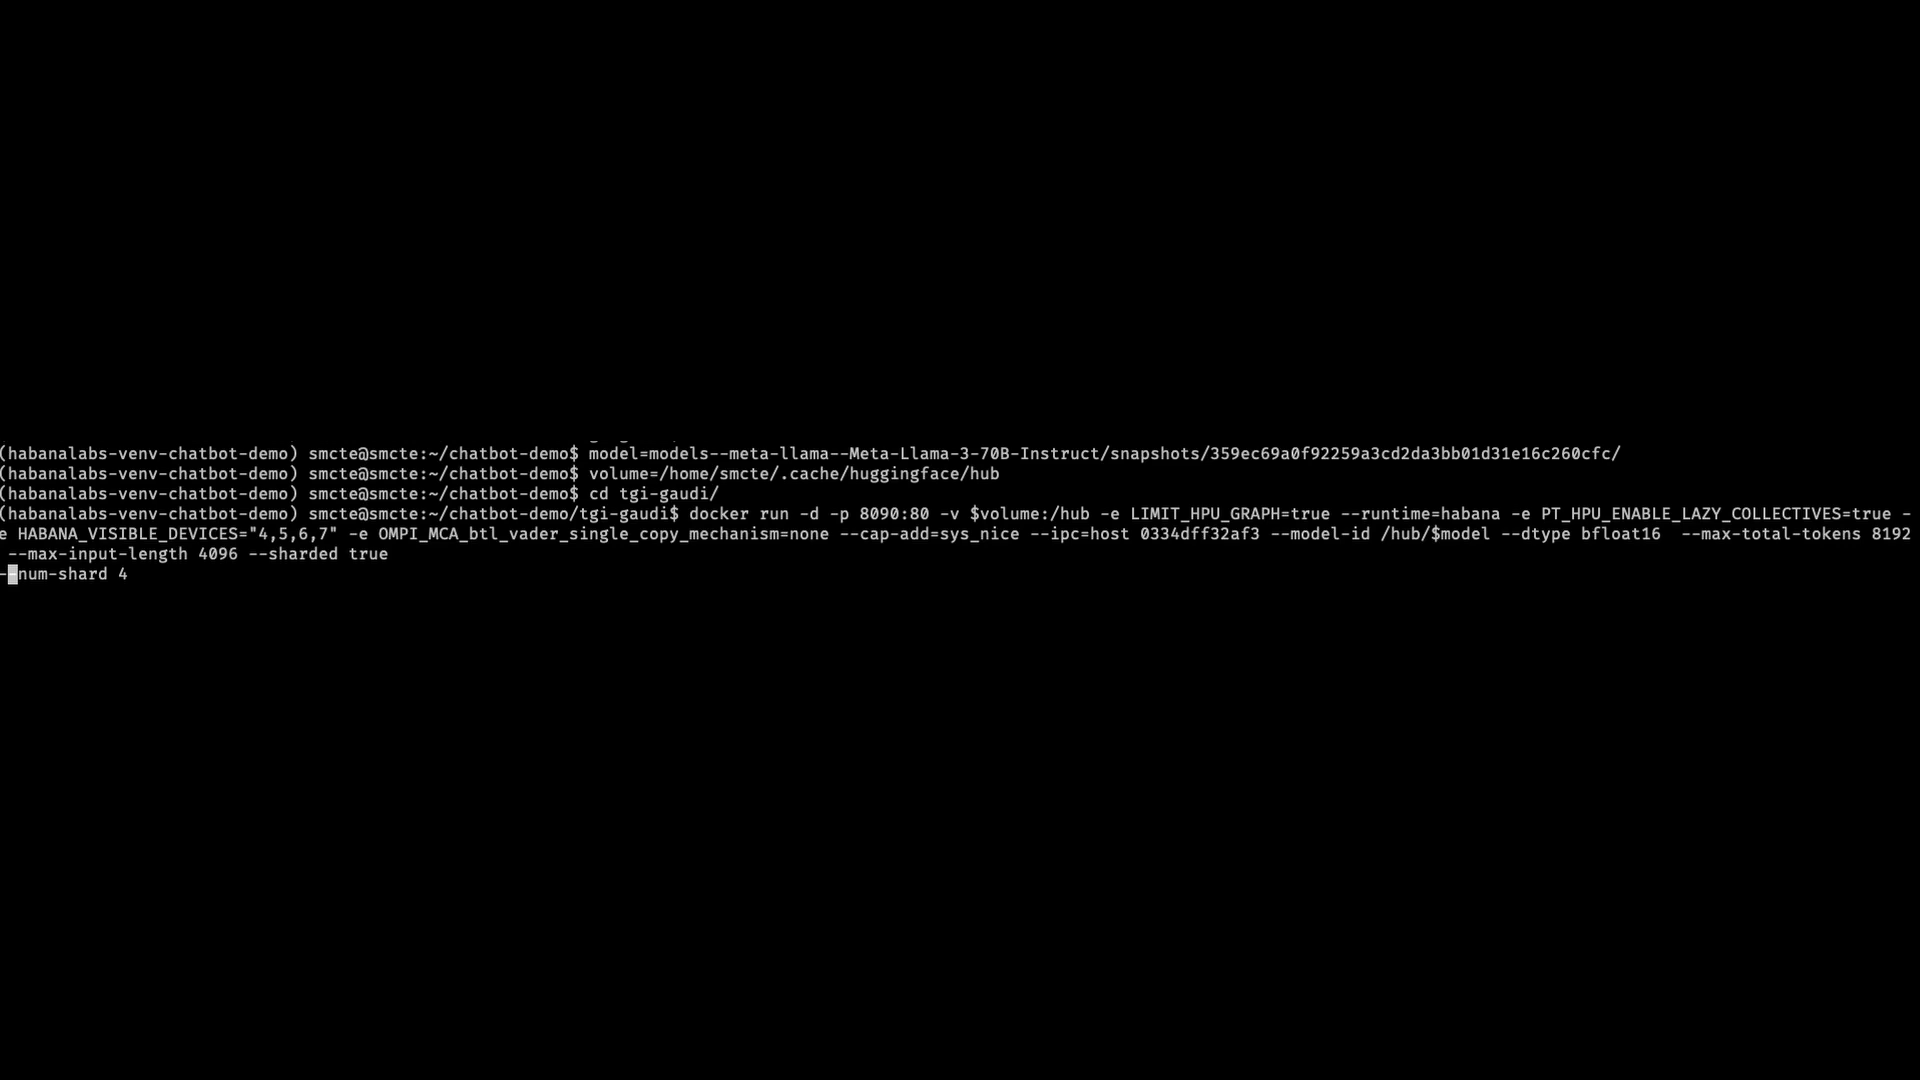 (habanalabs-venv-chatbot-demo) smcte@smcte:~/chatbot-demo$ model=models--meta-llama--Meta-Llama-3-70B-Instruct/snapshots/359ec69a0f92259a3cd2da3bb01d31e16c260cfc/
(habanalabs-venv-chatbot-demo) smcte@smcte:~/chatbot-demo$ volume=/home/smcte/.cache/huggingface/hub
(habanalabs-venv-chatbot-demo) smcte@smcte:~/chatbot-demo$ cd tgi-gaudi/
(habanalabs-venv-chatbot-demo) smcte@smcte:~/chatbot-demo/tgi-gaudi$ docker run -d -p 8090:80 -v $volume:/hub -e LIMIT_HPU_GRAPH=true --runtime=habana -e PT_HPU_ENABLE_LAZY_COLLECTIVES=true -
e HABANA_VISIBLE_DEVICES="4,5,6,7" -e OMPI_MCA_btl_vader_single_copy_mechanism=none --cap-add=sys_nice --ipc=host 0334dff32af3 --model-id /hub/$model --dtype bfloat16  --max-total-tokens 8192
 --max-input-length 4096 --sharded true
--num-shard 4